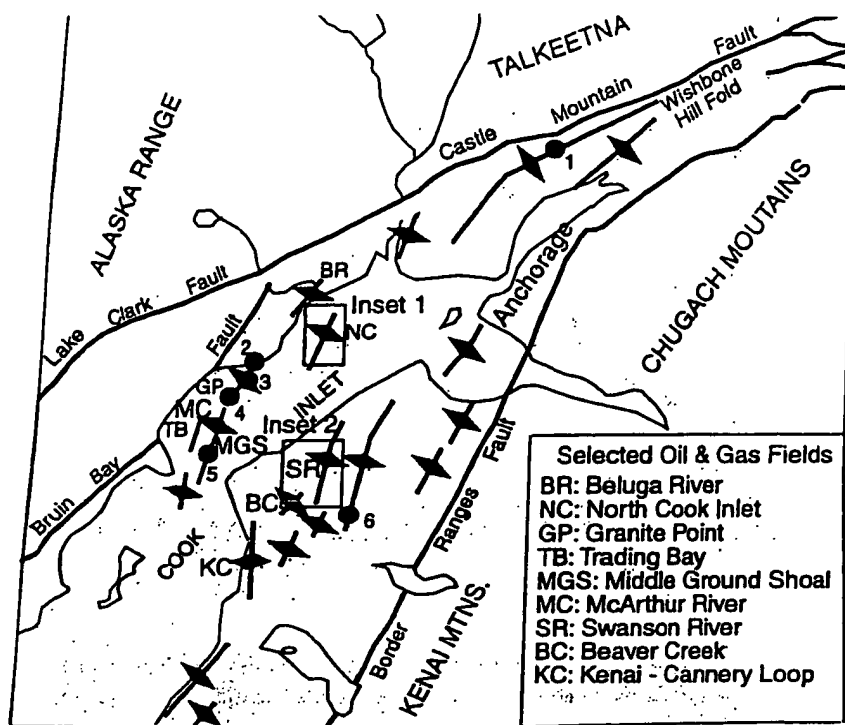 TALKEETNA
Fault
Mountain
Castle
Wishbone
Hill Fold
1
ALASKA RANGE
CHUGACH MOUTAINS
Anchorage
BR
Inset 1
NC
Lake Clark Fault
Fault
2
3
GP
4
MC
TB
MGS
5
INLET
Inset 2
SR
BC
6
Bruin Bay
COOK
KC
Fault
Ranges
Border
KENAI MTNS.
Selected Oil & Gas Fields
BR: Beluga River
NC: North Cook Inlet
GP: Granite Point
TB: Trading Bay
MGS: Middle Ground Shoal
MC: McArthur River
SR: Swanson River
BC: Beaver Creek
KC: Kenai - Cannery Loop